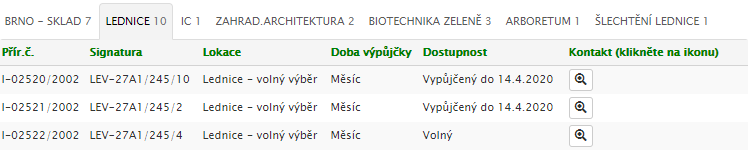 BRNO - SKLAD 7 LEDNICE 10 IC 1 ZAHRAD.ARCHITEKTURA 2 BIOTECHNIKA ZELENĚ 3 ARBORETUM 1 ŠLECHTĚNÍ LEDNICE 1
Přír.č. Signatura Lokace Doba výpůjčky Dostupnost Kontakt (klikněte na ikonu)
I-02520/2002 LEV-27A1/245/10 Lednice - volný výběr Měsíc Vypůjčený do 14.4.2020
I-02521/2002 LEV-27A1/245/2 Lednice - volný výběr Měsíc Vypůjčený do 14.4.2020
I-02522/2002 LEV-27A1/245/4 Lednice - volný výběr Měsíc Volný